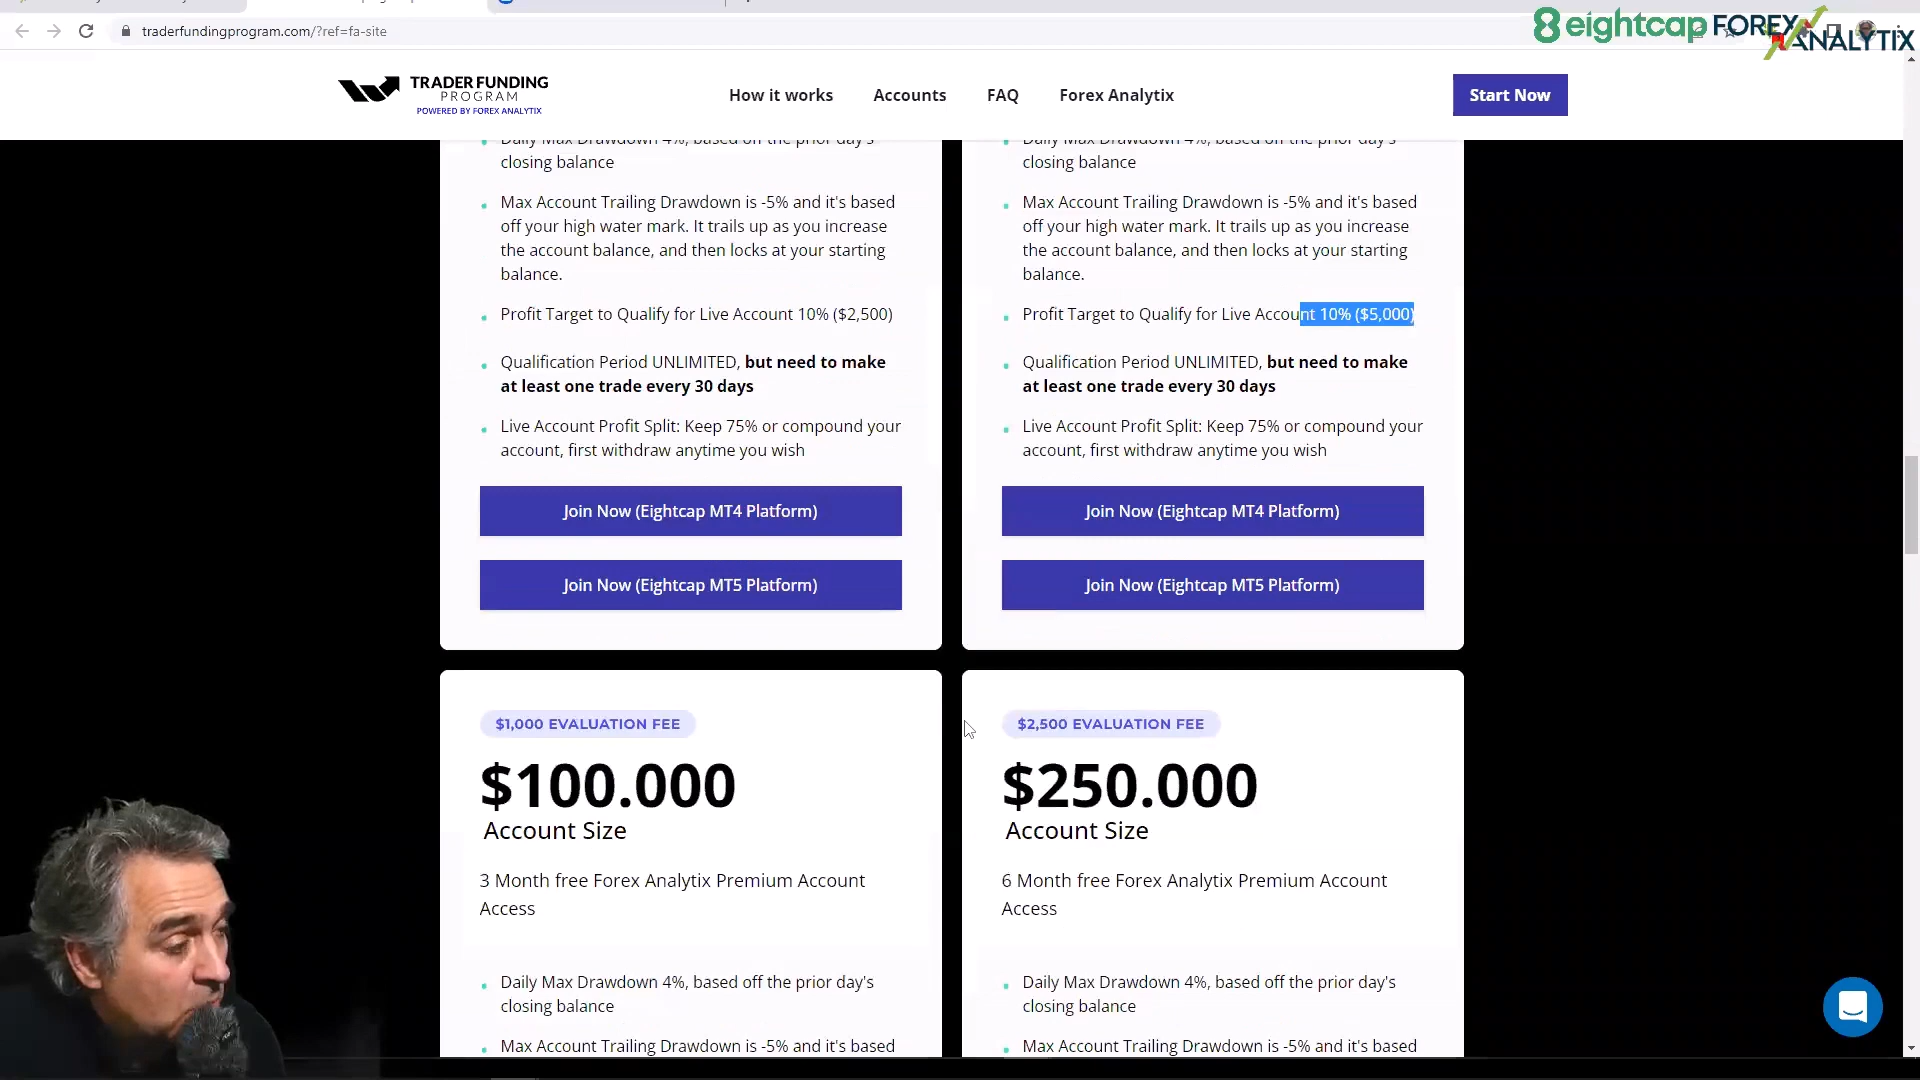 traderfundingprogram.com/?ref=fa-site
8 eightcap FOREX
ANALYTIX
TRADER FUNDING
PROGRAM
POWERED BY FOREX ANALYTIX
How it works
Accounts
FAQ
Forex Analytix
Start Now
Daily Max Drawdown 4%, based off the prior day's
closing balance
Max Account Trailing Drawdown is -5% and it's based
off your high water mark. It trails up as you increase
the account balance, and then locks at your starting
balance.
Profit Target to Qualify for Live Account 10% ($2,500)
Qualification Period UNLIMITED, but need to make
at least one trade every 30 days
Live Account Profit Split: Keep 75% or compound your
account, first withdraw anytime you wish
Join Now (Eightcap MT4 Platform)
Join Now (Eightcap MT5 Platform)
Daily Max Drawdown 4%, based off the prior day's
closing balance
Max Account Trailing Drawdown is -5% and it's based
off your high water mark. It trails up as you increase
the account balance, and then locks at your starting
balance.
Profit Target to Qualify for Live Account 10% ($5,000)
Qualification Period UNLIMITED, but need to make
at least one trade every 30 days
Live Account Profit Split: Keep 75% or compound your
account, first withdraw anytime you wish
Join Now (Eightcap MT4 Platform)
Join Now (Eightcap MT5 Platform)
$1,000 EVALUATION FEE
$100.000
Account Size
3 Month free Forex Analytix Premium Account
Access
Daily Max Drawdown 4%, based off the prior day's
closing balance
Max Account Trailing Drawdown is -5% and it's based
$2,500 EVALUATION FEE
$250.000
Account Size
6 Month free Forex Analytix Premium Account
Access
Daily Max Drawdown 4%, based off the prior day's
closing balance
Max Account Trailing Drawdown is -5% and it's based